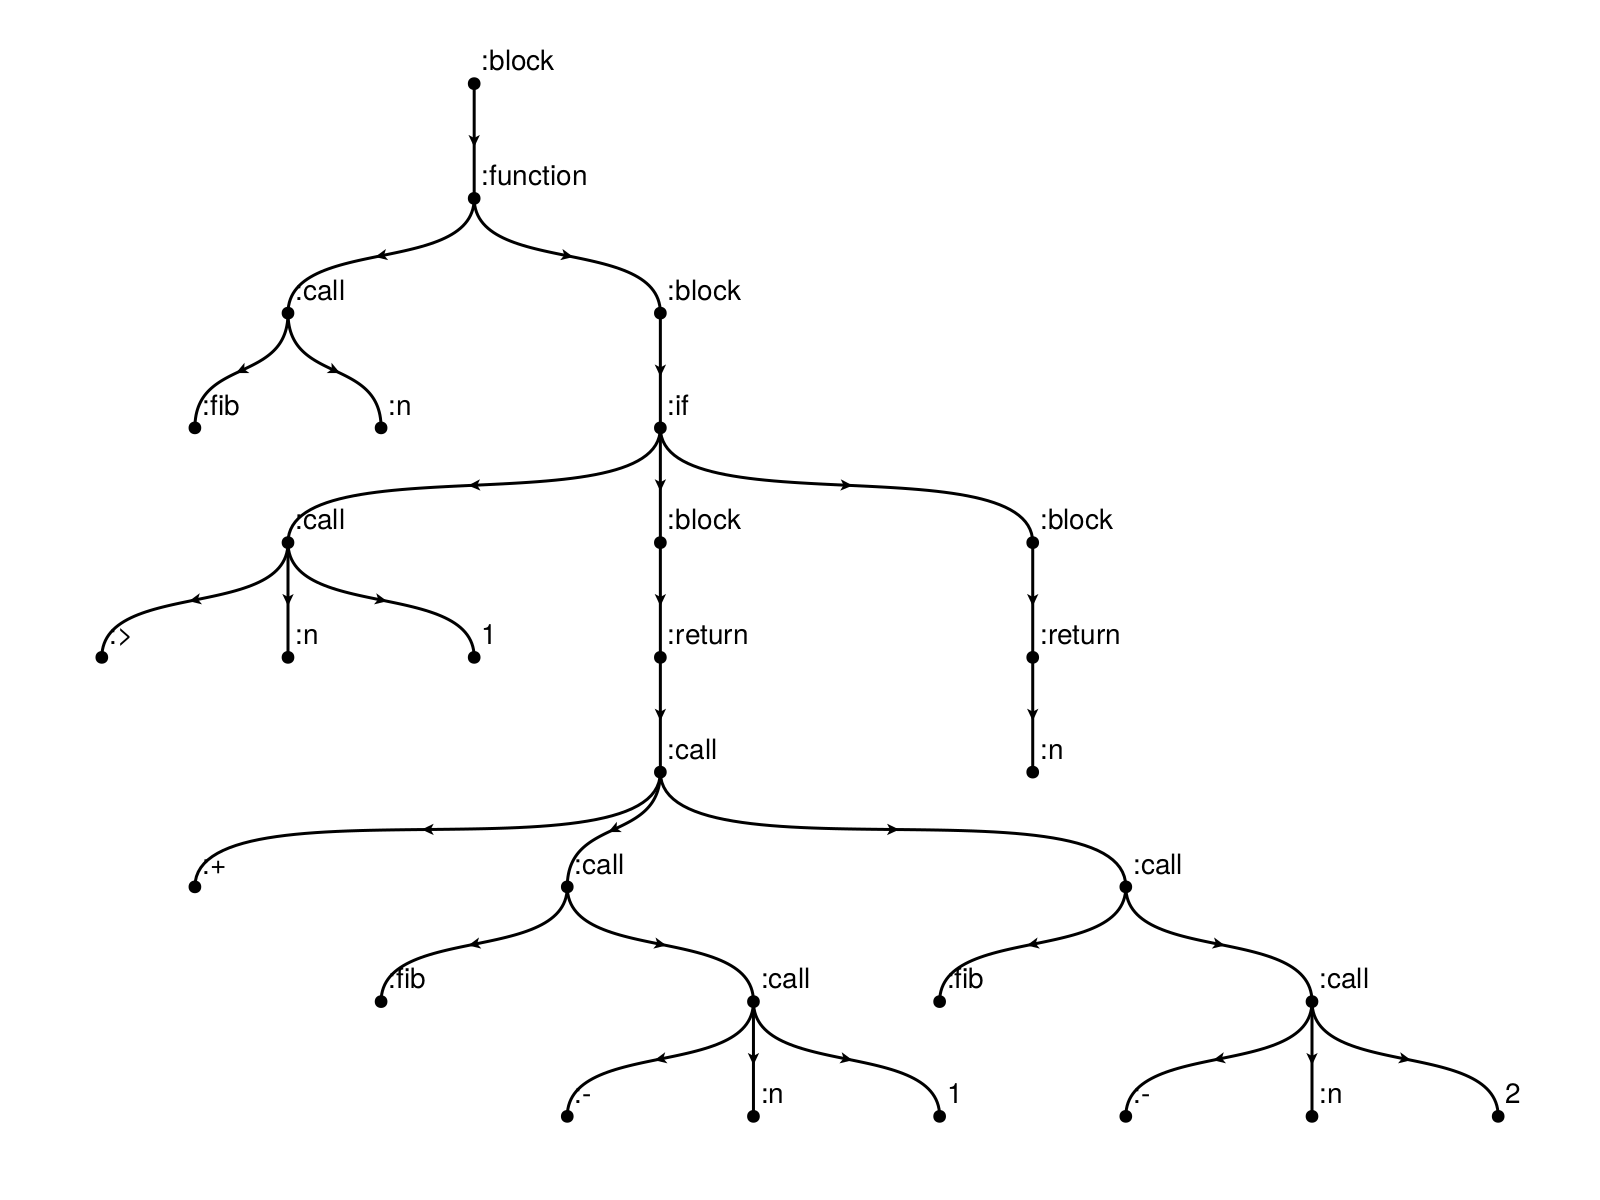 :block
:function
:call :block
:fib :n :if
:call :block :block
:> :n 1 :return :return
:call :n
:+ :call :call
:fib :call :fib :call
:- :n 1 :- :n 2